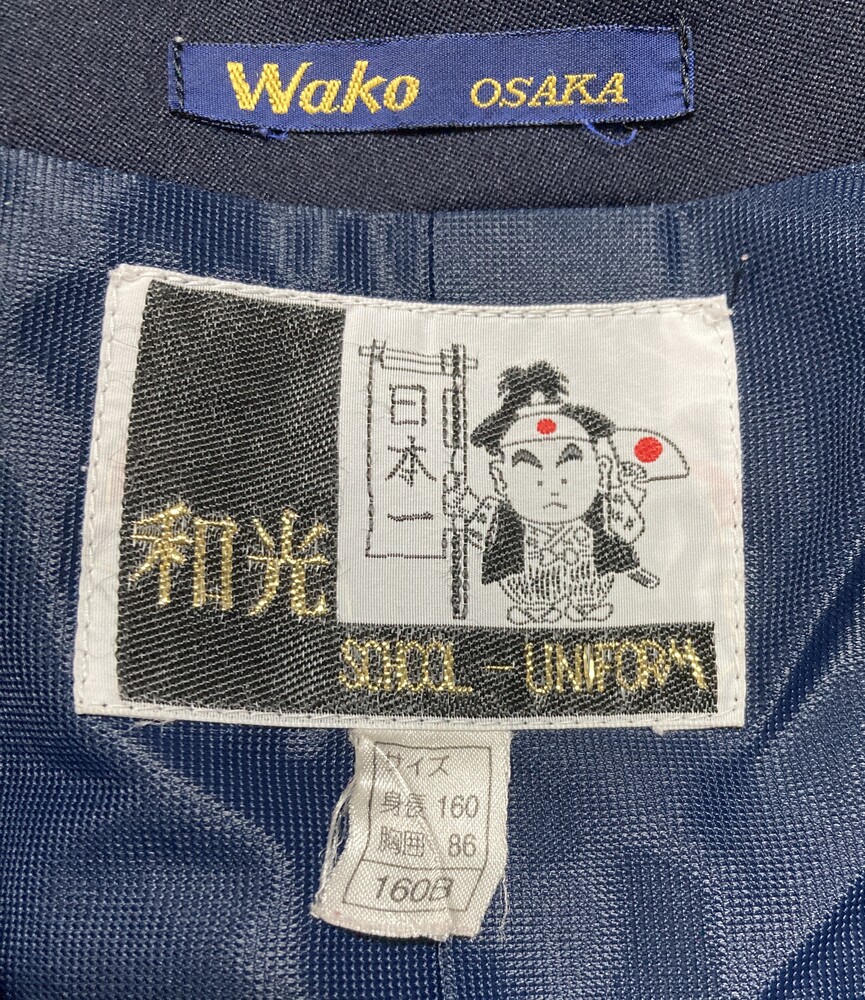 Wako OSAKA
日本一
和光
SCHOOL-UNIFORM
サイズ
身長 160
胸囲 86
160B